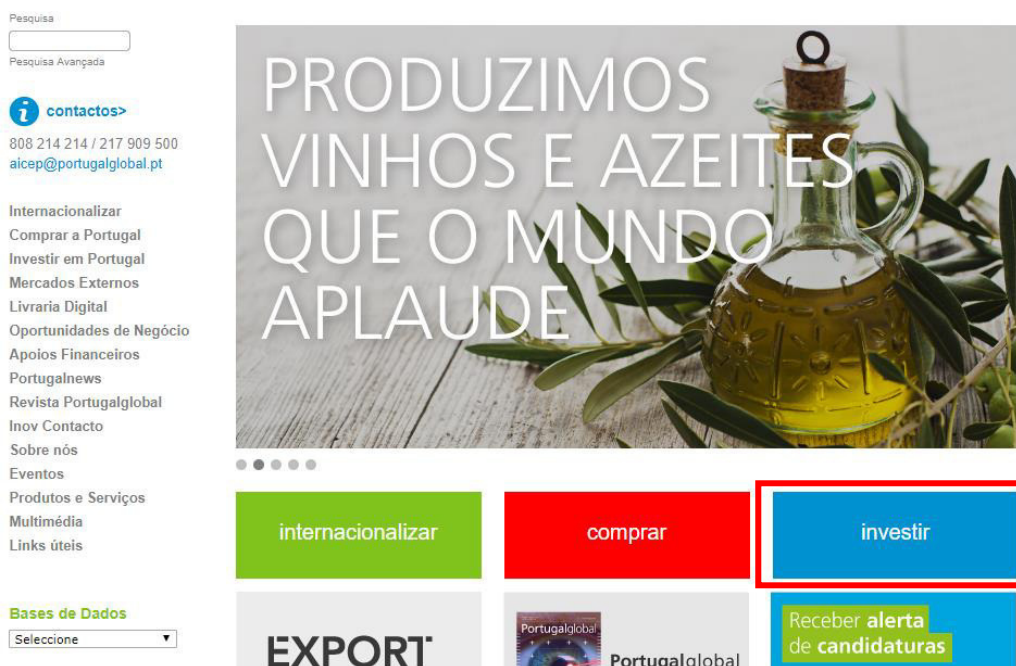 Pesquisa
Pesquisa Avançada
i contactos>
808 214 214 / 217 909 500
aicep@portugalglobal.pt
Internacionalizar
Comprar a Portugal
Investir em Portugal
Mercados Externos
Livraria Digital
Oportunidades de Negócio
Apoios Financeiros
Portugalnews
Revista Portugalglobal
Inov Contacto
Sobre nós
Eventos
Produtos e Serviços
Multimédia
Links úteis
Bases de Dados
Seleccione
PRODUZIMOS
VINHOS E AZEITES
QUE O MUNDO
APLAUDE
internacionalizar
comprar
investir
EXPORT
Portugalglobal
Portugalglobal
Receber alerta
de candidaturas